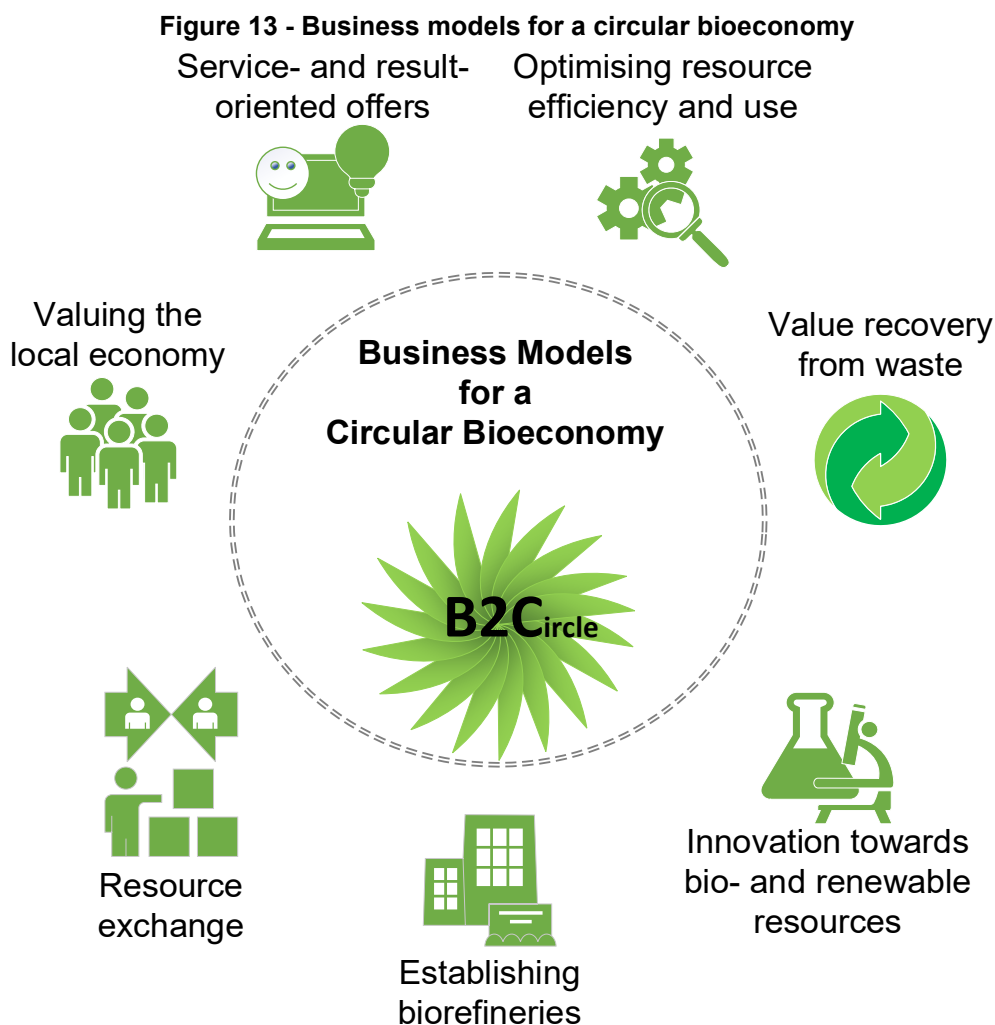 Figure 13 - Business models for a circular bioeconomy
Service- and result-
oriented offers
Optimising resource
efficiency and use
Valuing the
local economy
Value recovery
from waste
Business Models
for a
Circular Bioeconomy
B2Circle
Resource
exchange
Establishing
biorefineries
Innovation towards
bio- and renewable
resources